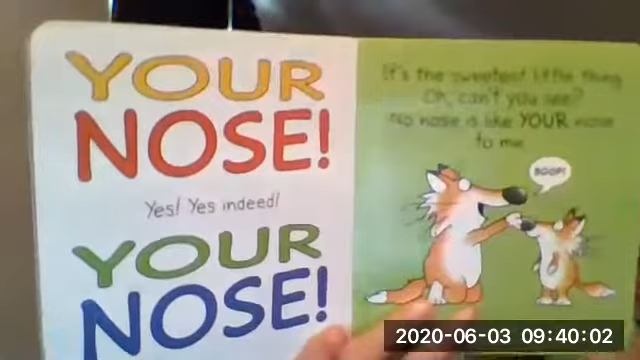 YOUR
NOSE!
Yes! Yes indeed!
YOUR
NOSE!
It's the sweetest little thing
Oh, can't you see?
No nose is like YOUR nose
to me
BOOP!
2020-06-03 09:40:02